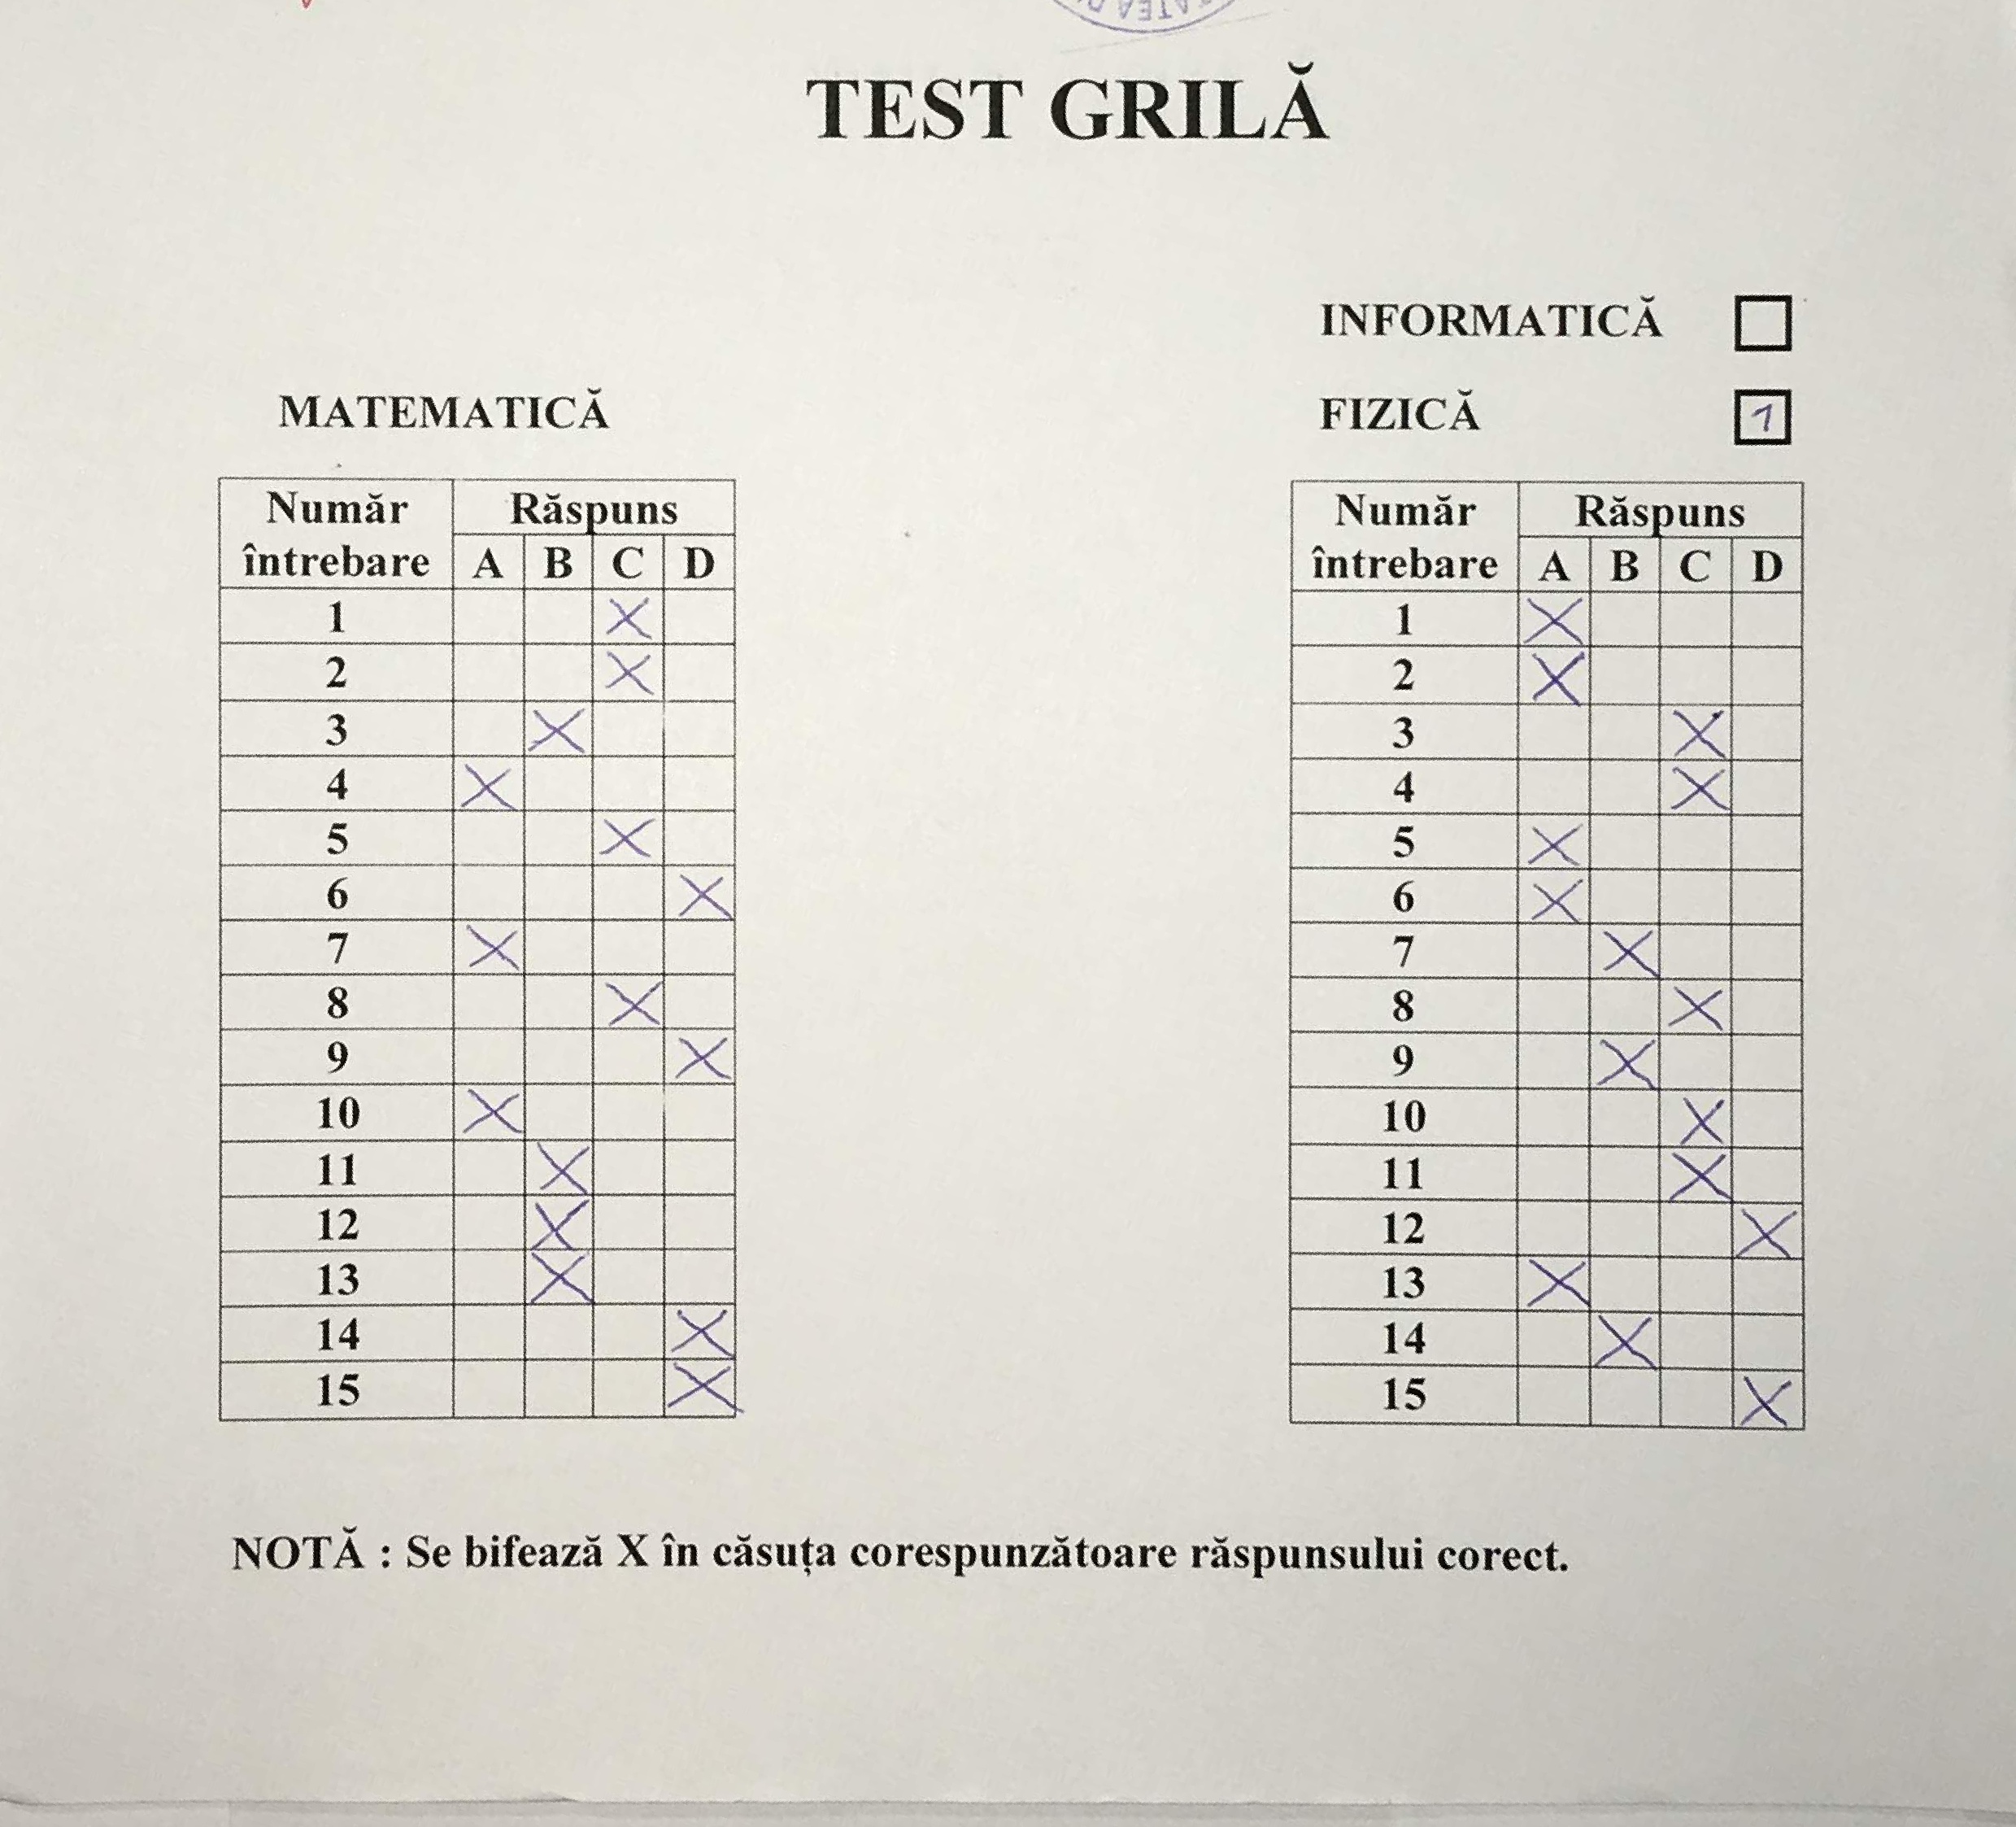 TEST GRILĂ
INFORMATICĂ
MATEMATICĂ
FIZICĂ 1
Număr Răspuns
întrebare A B C D
1 X
2 X
3 X
4 X
5 X
6 X
7 X
8 X
9 X
10 X
11 X
12 X
13 X
14 X
15 X
Număr Răspuns
întrebare A B C D
1 X
2 X
3 X
4 X
5 X
6 X
7 X
8 X
9 X
10 X
11 X
12 X
13 X
14 X
15 X
NOTĂ : Se bifează X în căsuța corespunzătoare răspunsului corect.